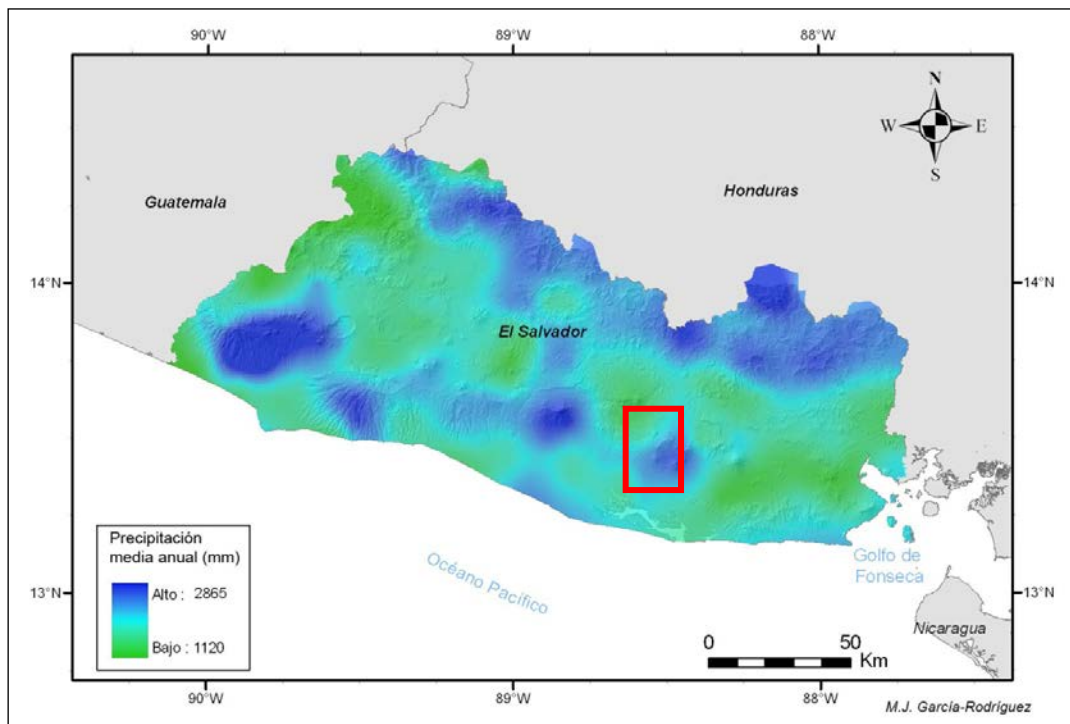 90°W 89°W 88°W
N
W E
S
Guatemala
Honduras
14°N 14°N
El Salvador
Precipitación
media anual (mm)
Alto : 2865
Bajo : 1120
Océano Pacífico
Golfo de
Fonseca
13°N 13°N
Nicaragua
0 50
Km
90°W 89°W 88°W
M.J. García-Rodríguez